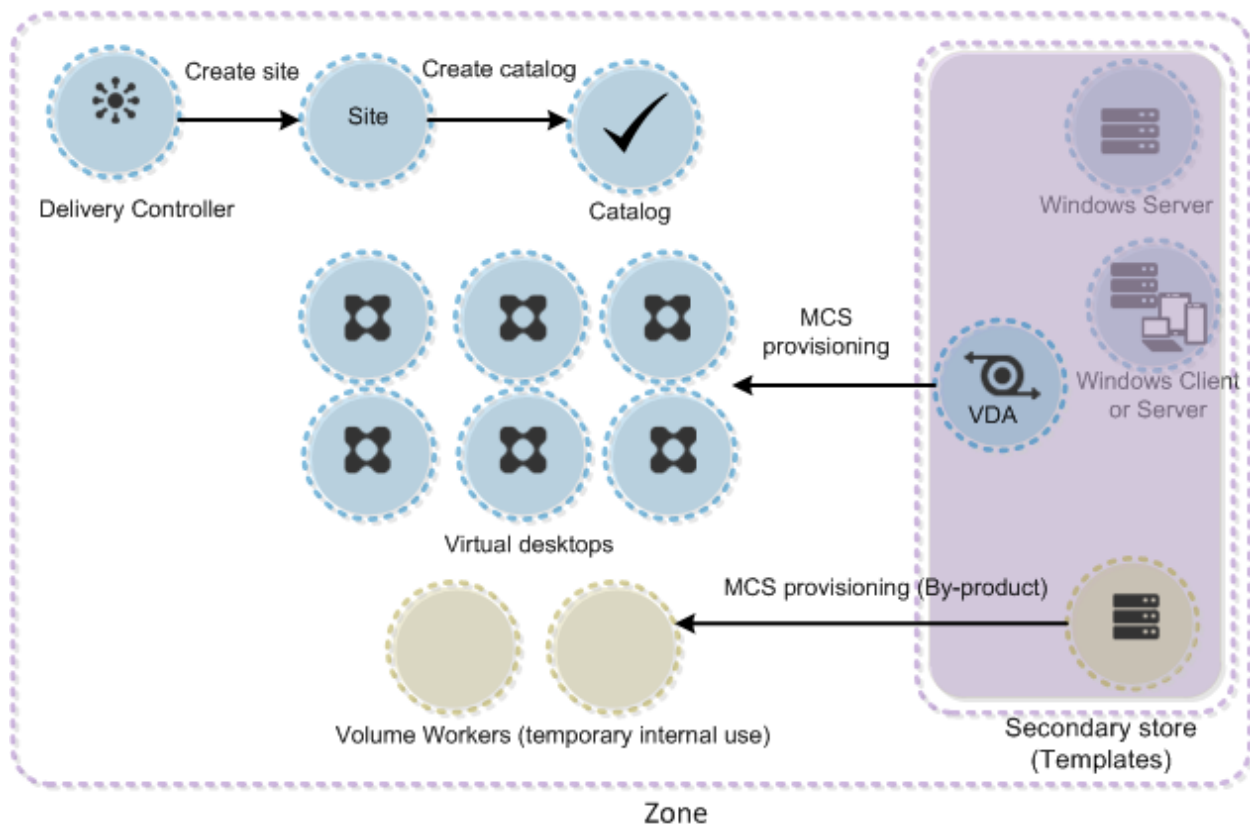 Create site
Create catalog
Site
Delivery Controller
Catalog
Windows Server
MCS
provisioning
VDA
Windows Client
or Server
Virtual desktops
MCS provisioning (By-product)
Volume Workers (temporary internal use)
Secondary store
(Templates)
Zone